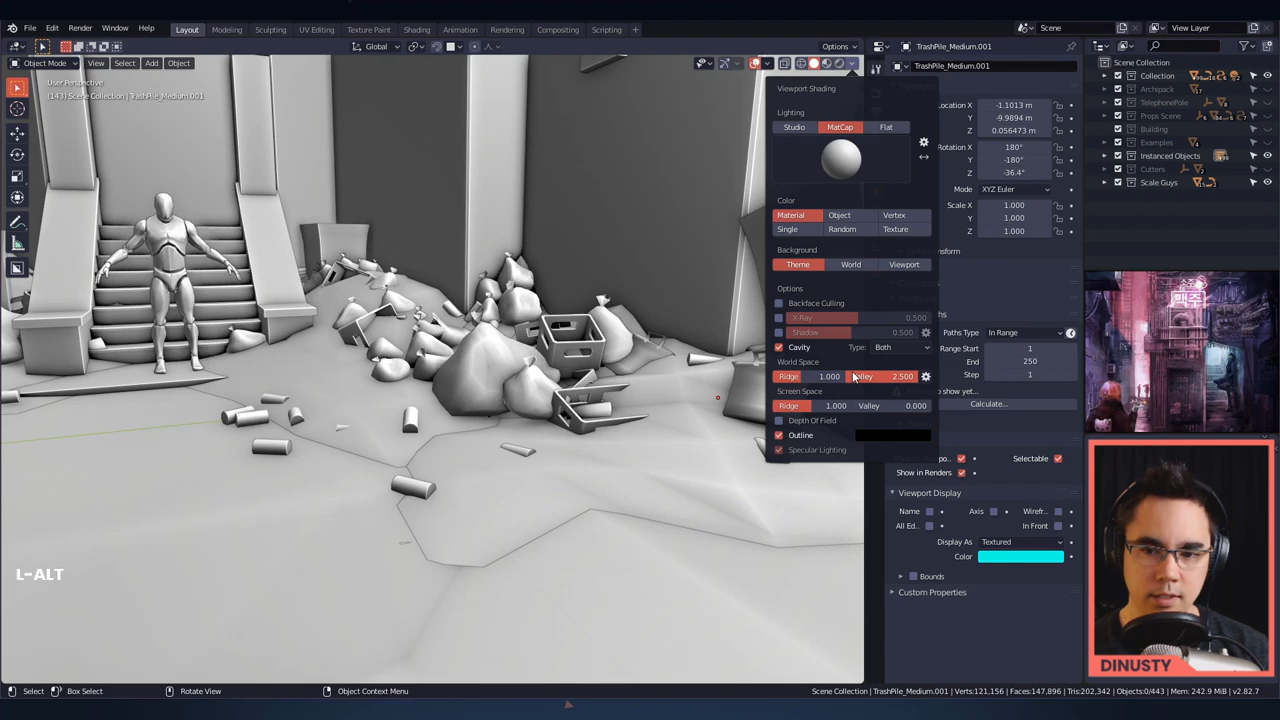 File Edit Render Window Help Layout Modeling Sculpting UV Editing Texture Paint Shading Animation Rendering Compositing Scripting + Scene View Layer
Global Options TrashPile_Medium.001
Object Mode View Select Add Object TrashPile_Medium.001 Scene Collection
User Perspective
(143) Scene Collection | TrashPile_Medium.001
Collection
Archipack
TelephonePole
Props Scene
Building
Examples
Instanced Objects
Cutters
Scale Guys
Viewport Shading
Lighting
Studio MatCap Flat
Color
Material Object Vertex
Single Random Texture
Background
Theme World Viewport
Options
Backface Culling
X-Ray 0.500
Shadow 0.500
Cavity Type: Both
World Space
Ridge 1.000 Valley 2.500
Screen Space
Ridge 1.000 Valley 0.000
Depth Of Field
Outline
Specular Lighting
Location X -1.1013 m
Y -9.9894 m
Z 0.056473 m
Rotation X 180°
Y -180°
Z -36.4°
Mode XYZ Euler
Scale X 1.000
Y 1.000
Z 1.000
Paths Type In Range
Range Start 1
End 250
Step 1
Calculate...
Selectable
Show in Renders
Viewport Display
Name Axis Wirefr..
All Ed.. In Front
Display As Textured
Color
Bounds
Custom Properties
맥주
L-ALT
DINUSTY
Select Box Select Rotate View Object Context Menu Scene Collection | TrashPile_Medium.001 | Verts:121,156 | Faces:147,896 | Tris:202,342 | Objects:0/443 | Mem: 242.9 MiB | v2.82.7